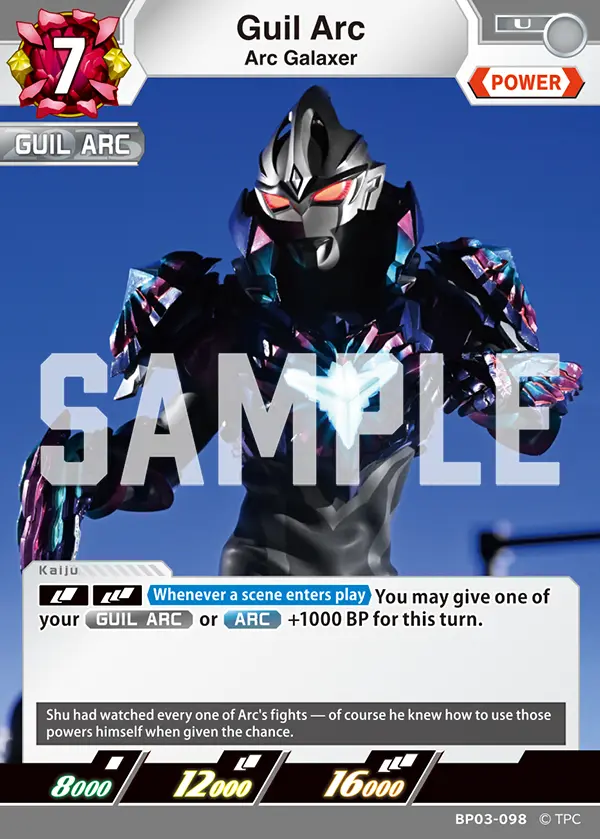 Guil Arc
Arc Galaxer
7
U
POWER
GUIL ARC
SAMPLE
Kaiju
Whenever a scene enters play You may give one of
your GUIL ARC or ARC +1000 BP for this turn.
Shu had watched every one of Arc's fights — of course he knew how to use those
powers himself when given the chance.
8000 12000 16000
BP03-098 © TPC